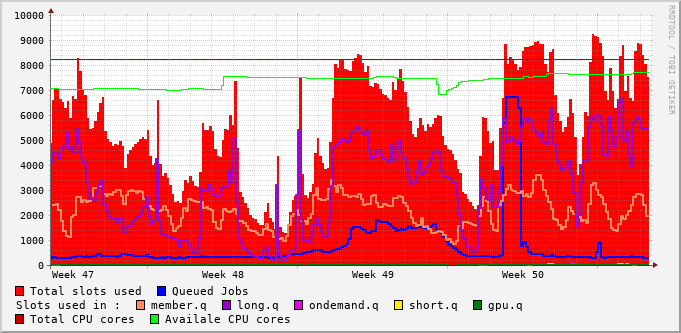 10000
9000
8000
7000
6000
5000
4000
3000
2000
1000
0
Week 47 Week 48 Week 49 Week 50
RRDTOOL / TOBI OETIKER
Total slots used Queued Jobs
Slots used in : member.q long.q ondemand.q short.q gpu.q
Total CPU cores Availale CPU cores